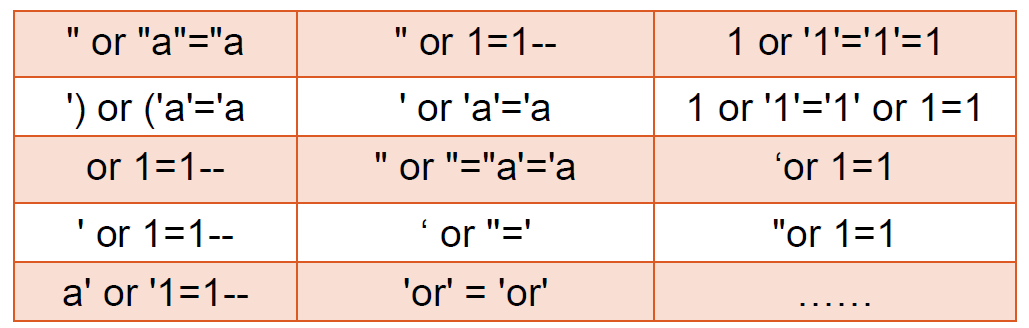 " or "a"="a
" or 1=1--
1 or '1'='1'=1
') or ('a'='a
' or 'a'='a
1 or '1'='1' or 1=1
or 1=1--
" or "="a'='a
‘or 1=1
' or 1=1--
‘ or "='
"or 1=1
a' or '1=1--
'or' = 'or'
……